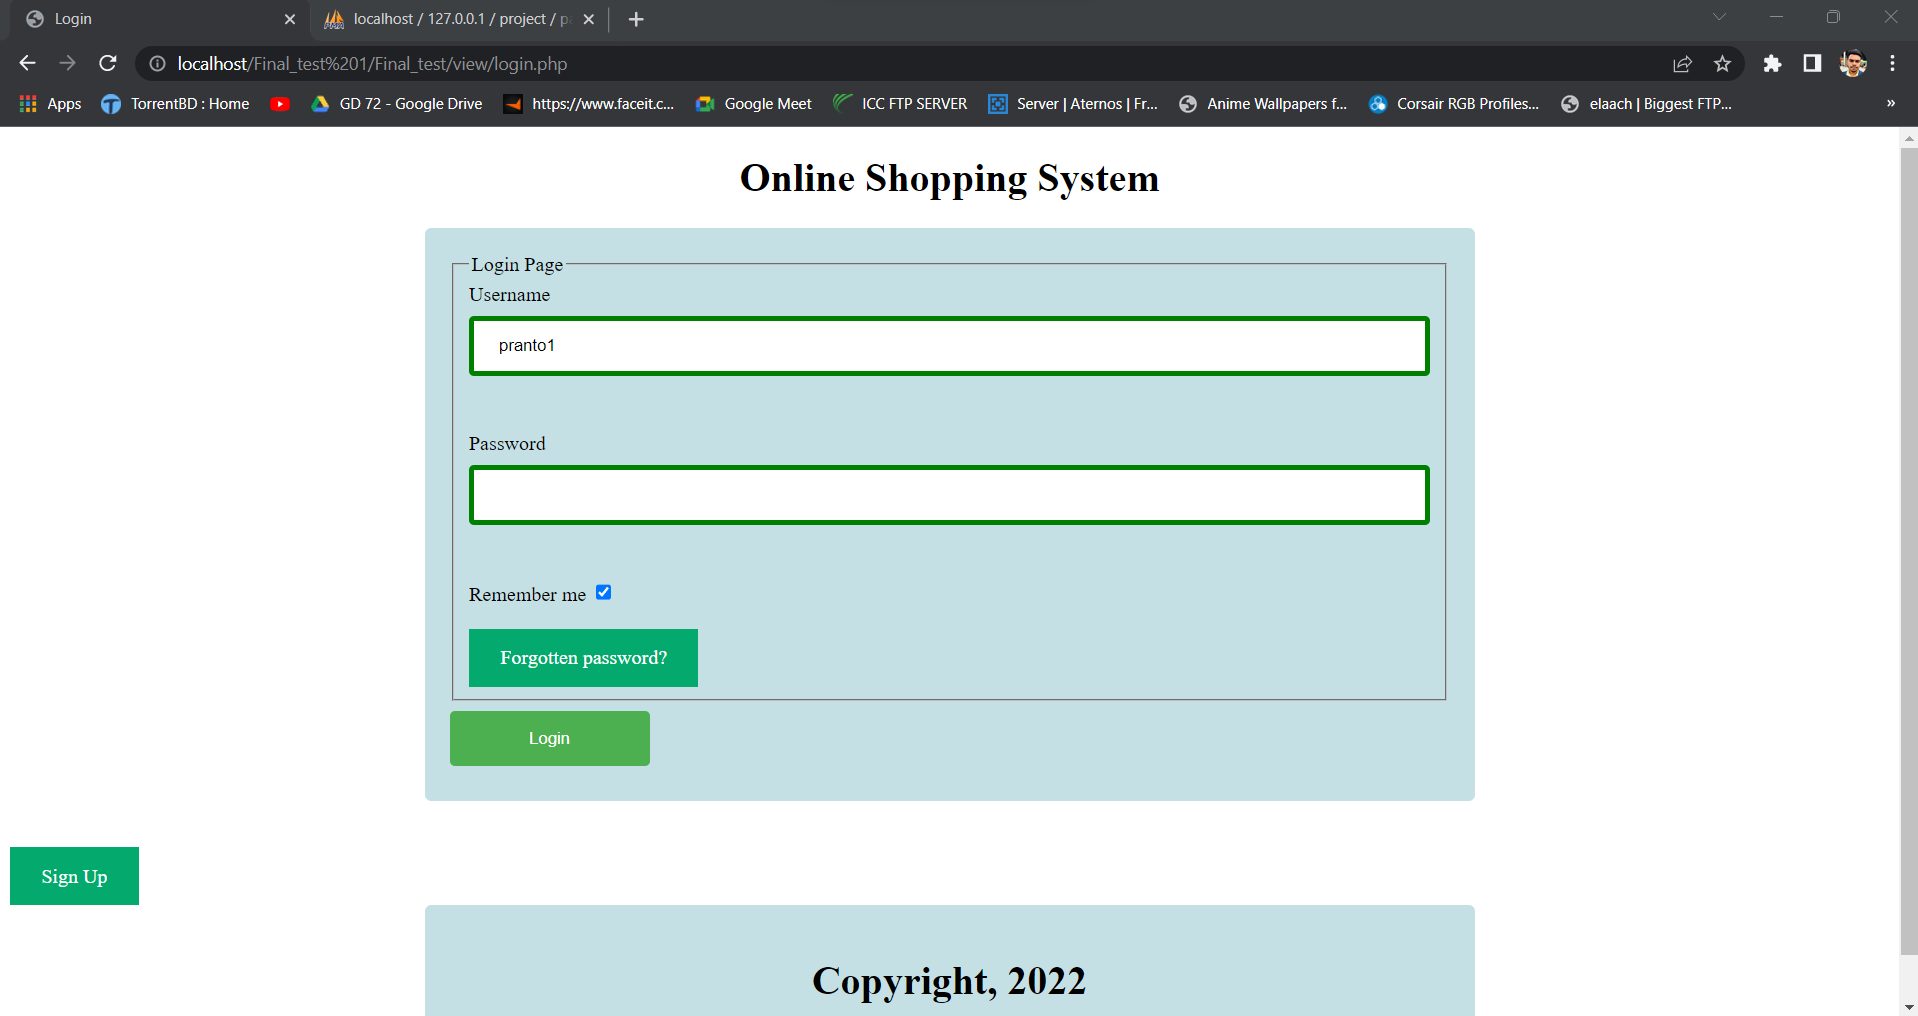 Login
localhost / 127.0.0.1 / project / p
localhost/Final_test%201/Final_test/view/login.php
Apps
TorrentBD : Home
GD 72 - Google Drive
https://www.faceit.c...
Google Meet
ICC FTP SERVER
Server | Aternos | Fr...
Anime Wallpapers f...
Corsair RGB Profiles...
elaach | Biggest FTP...
»
Online Shopping System
Login Page
Username
pranto1
Password
Remember me
Forgotten password?
Login
Sign Up
Copyright, 2022